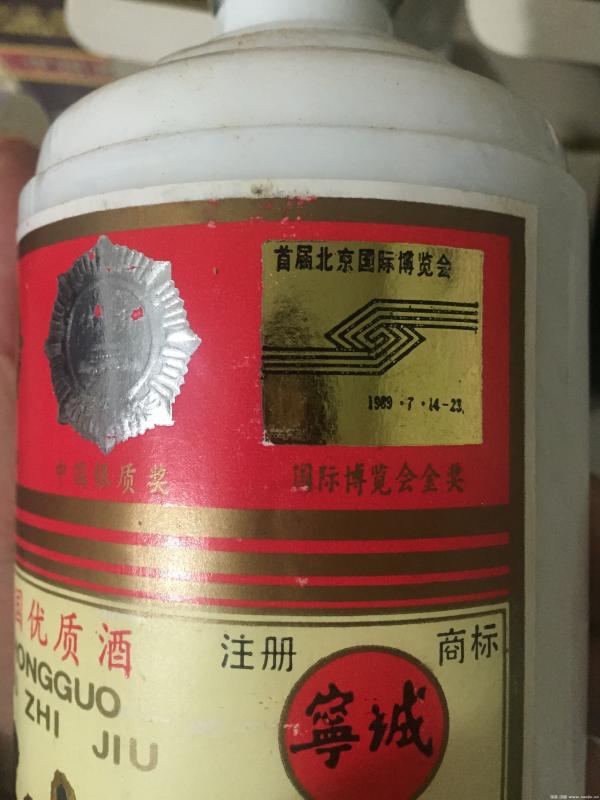 首届北京国际博览会
1989·7·14-23.
中国银质奖
国际博览会金奖
国优质酒
ONGGUO
ZHI JIU
注册 商标
寧诚